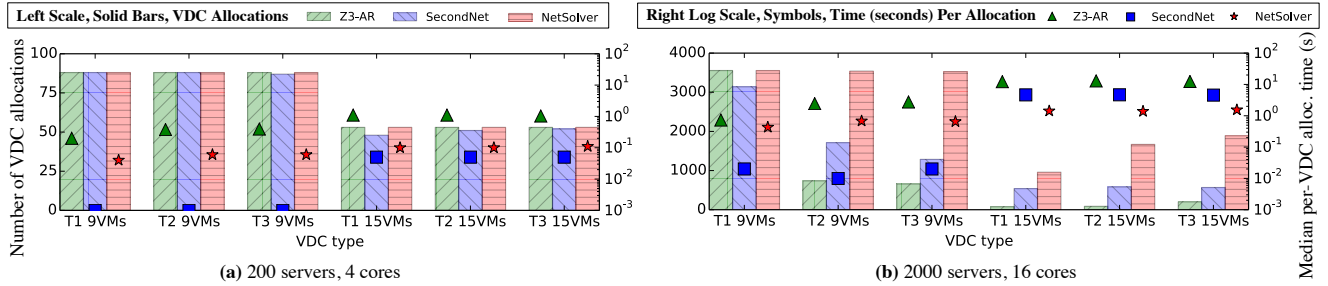 Left Scale, Solid Bars, VDC Allocations Z3-AR SecondNet NetSolver
Right Log Scale, Symbols, Time (seconds) Per Allocation Z3-AR SecondNet NetSolver
Number of VDC allocations
100
75
50
25
0
10^2
10^1
10^0
10^-1
10^-2
10^-3
T1 9VMs T2 9VMs T3 9VMs T1 15VMs T2 15VMs T3 15VMs
VDC type
(a) 200 servers, 4 cores
4000
3000
2000
1000
0
10^2
10^1
10^0
10^-1
10^-2
10^-3
Median per-VDC alloc. time (s)
T1 9VMs T2 9VMs T3 9VMs T1 15VMs T2 15VMs T3 15VMs
VDC type
(b) 2000 servers, 16 cores